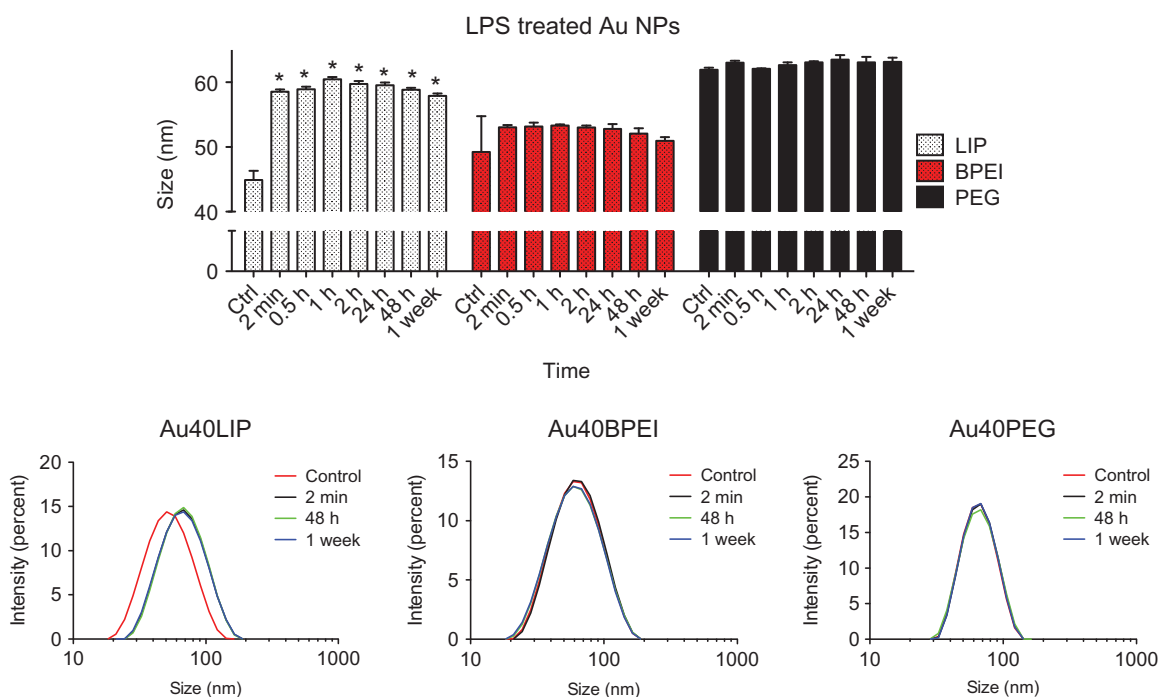 LPS treated Au NPs
Size (nm)
60
50
40
0
* * * * * * *
LIP
BPEI
PEG
Ctrl 2 min 0.5 h 1 h 2 h 24 h 48 h 1 week Ctrl 2 min 0.5 h 1 h 2 h 24 h 48 h 1 week Ctrl 2 min 0.5 h 1 h 2 h 24 h 48 h 1 week
Time
Au40LIP
Intensity (percent)
20
15
10
5
0
Control
2 min
48 h
1 week
10 100 1000
Size (nm)
Au40BPEI
Intensity (percent)
15
10
5
0
Control
2 min
48 h
1 week
10 100 1000
Size (nm)
Au40PEG
Intensity (percent)
25
20
15
10
5
0
Control
2 min
48 h
1 week
10 100 1000
Size (nm)